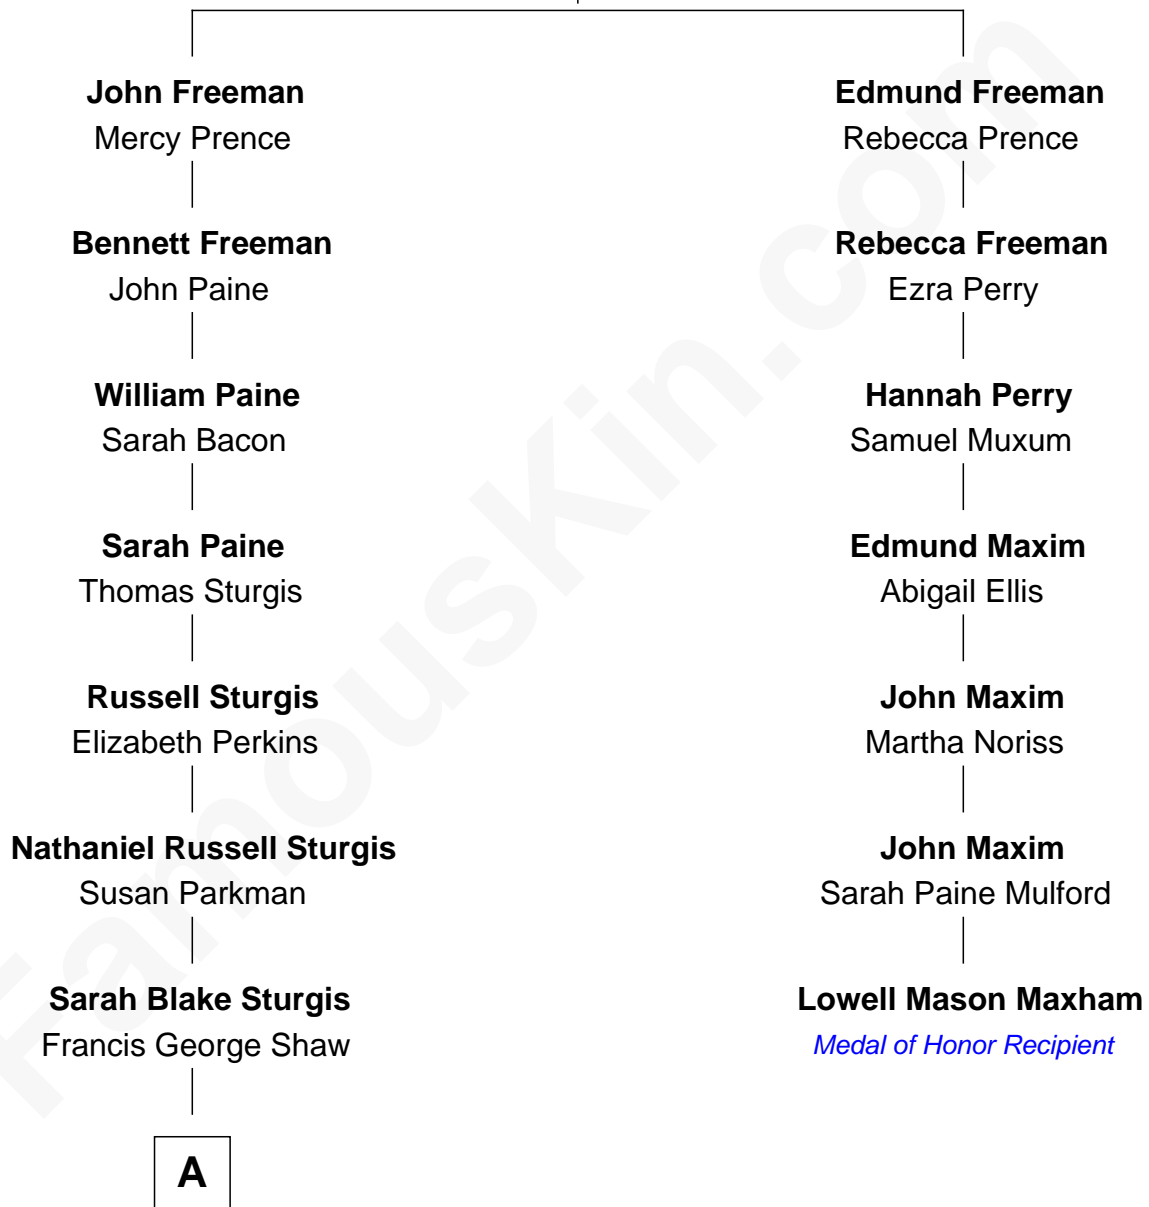 John Freeman
Mercy Prence
Edmund Freeman
Rebecca Prence
Bennett Freeman
John Paine
Rebecca Freeman
Ezra Perry
William Paine
Sarah Bacon
Hannah Perry
Samuel Muxum
Sarah Paine
Thomas Sturgis
Edmund Maxim
Abigail Ellis
Russell Sturgis
Elizabeth Perkins
John Maxim
Martha Noriss
Nathaniel Russell Sturgis
Susan Parkman
John Maxim
Sarah Paine Mulford
Sarah Blake Sturgis
Francis George Shaw
Lowell Mason Maxham
Medal of Honor Recipient
A
FamousKin.com